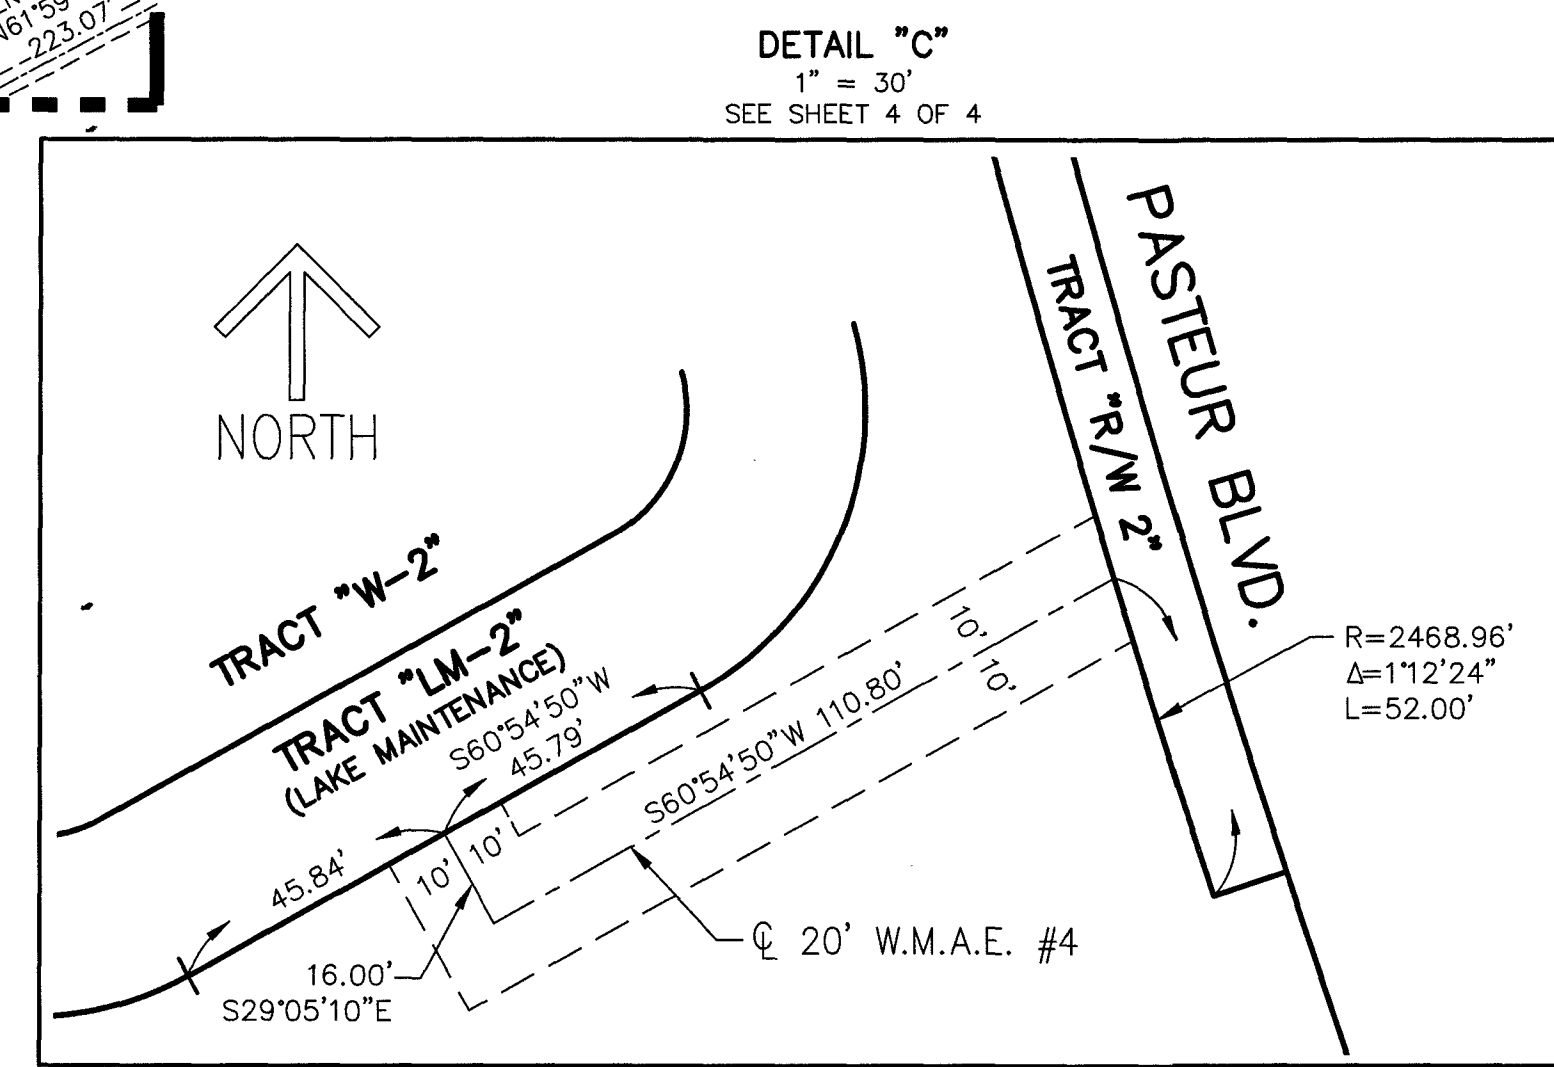 N61°59'
223.07'
DETAIL "C"
1" = 30'
SEE SHEET 4 OF 4
NORTH
PASTEUR BLVD.
TRACT "R/W 2"
TRACT "W-2"
TRACT "LM-2"
(LAKE MAINTENANCE)
S60°54'50"W
45.79'
10'
10'
S60°54'50"W 110.80'
R=2468.96'
Δ=1°12'24"
L=52.00'
45.84'
10'
10'
℄ 20' W.M.A.E. #4
16.00'
S29°05'10"E